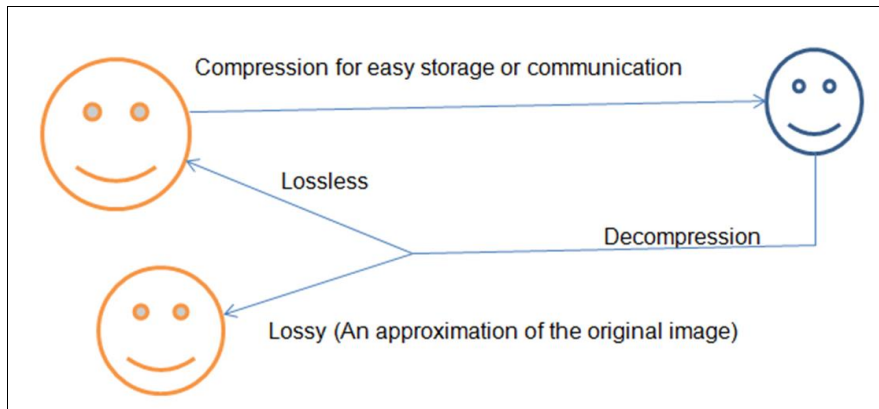 Compression for easy storage or communication
Lossless
Decompression
Lossy (An approximation of the original image)